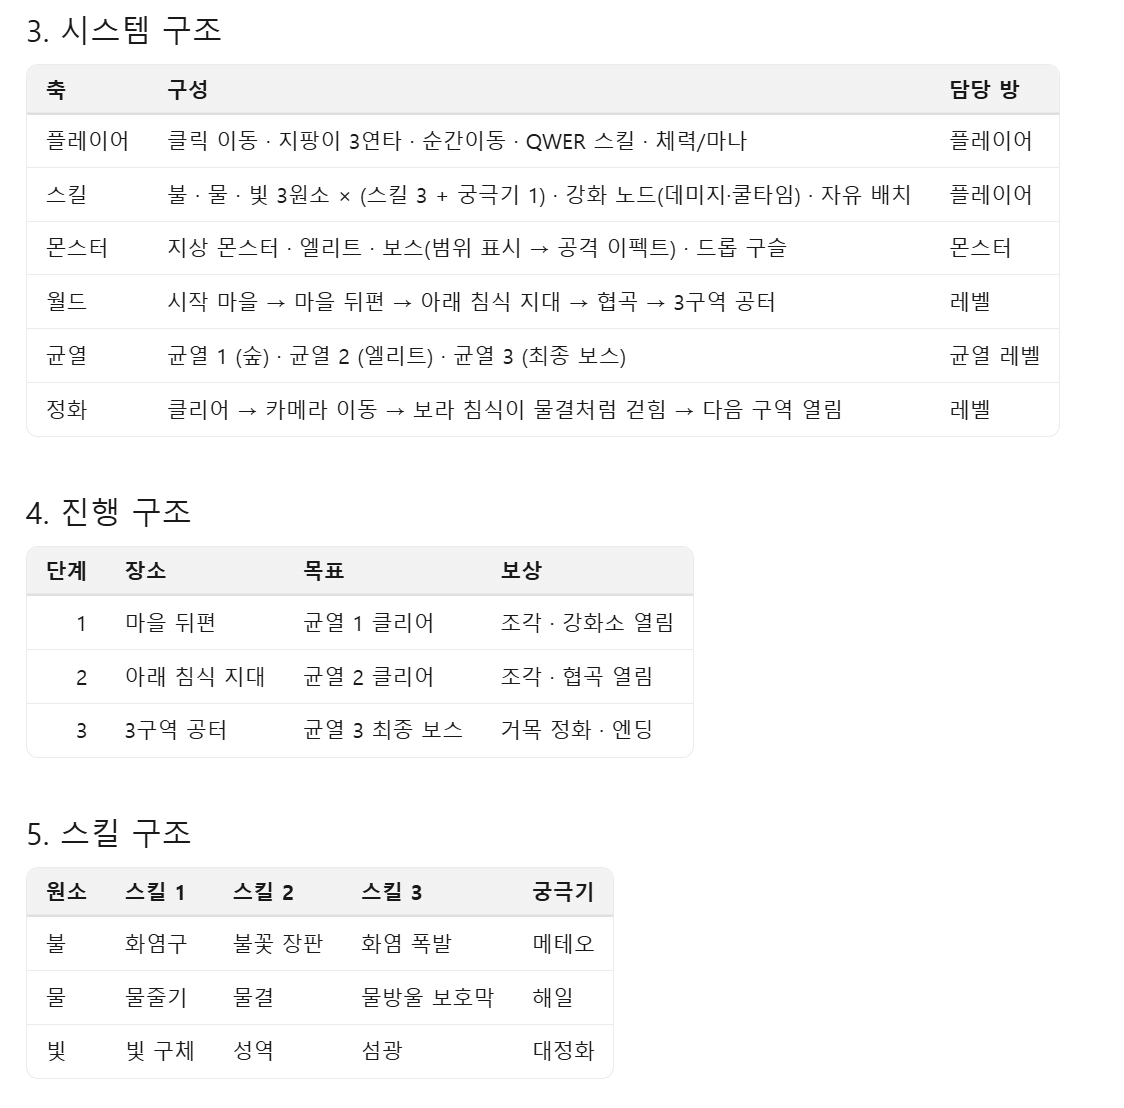 3. 시스템 구조
축 구성 담당 방
플레이어 클릭 이동 · 지팡이 3연타 · 순간이동 · QWER 스킬 · 체력/마나 플레이어
스킬 불 · 물 · 빛 3원소 × (스킬 3 + 궁극기 1) · 강화 노드(데미지·쿨타임) · 자유 배치 플레이어
몬스터 지상 몬스터 · 엘리트 · 보스(범위 표시 → 공격 이펙트) · 드롭 구슬 몬스터
월드 시작 마을 → 마을 뒤편 → 아래 침식 지대 → 협곡 → 3구역 공터 레벨
균열 균열 1 (숲) · 균열 2 (엘리트) · 균열 3 (최종 보스) 균열 레벨
정화 클리어 → 카메라 이동 → 보라 침식이 물결처럼 걷힘 → 다음 구역 열림 레벨
4. 진행 구조
단계 장소 목표 보상
1 마을 뒤편 균열 1 클리어 조각 · 강화소 열림
2 아래 침식 지대 균열 2 클리어 조각 · 협곡 열림
3 3구역 공터 균열 3 최종 보스 거목 정화 · 엔딩
5. 스킬 구조
원소 스킬 1 스킬 2 스킬 3 궁극기
불 화염구 불꽃 장판 화염 폭발 메테오
물 물줄기 물결 물방울 보호막 해일
빛 빛 구체 성역 섬광 대정화